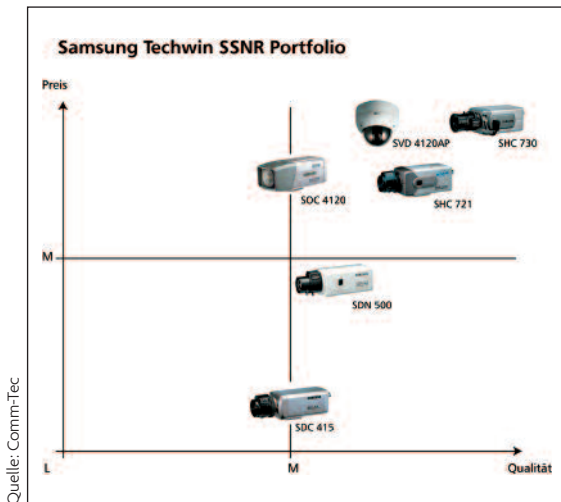 Samsung Techwin SSNR Portfolio
Preis
SVD 4120AP
SHC 730
SOC 4120
SHC 721
M
SDN 500
SDC 415
L
M
Qualität
Quelle: Comm-Tec